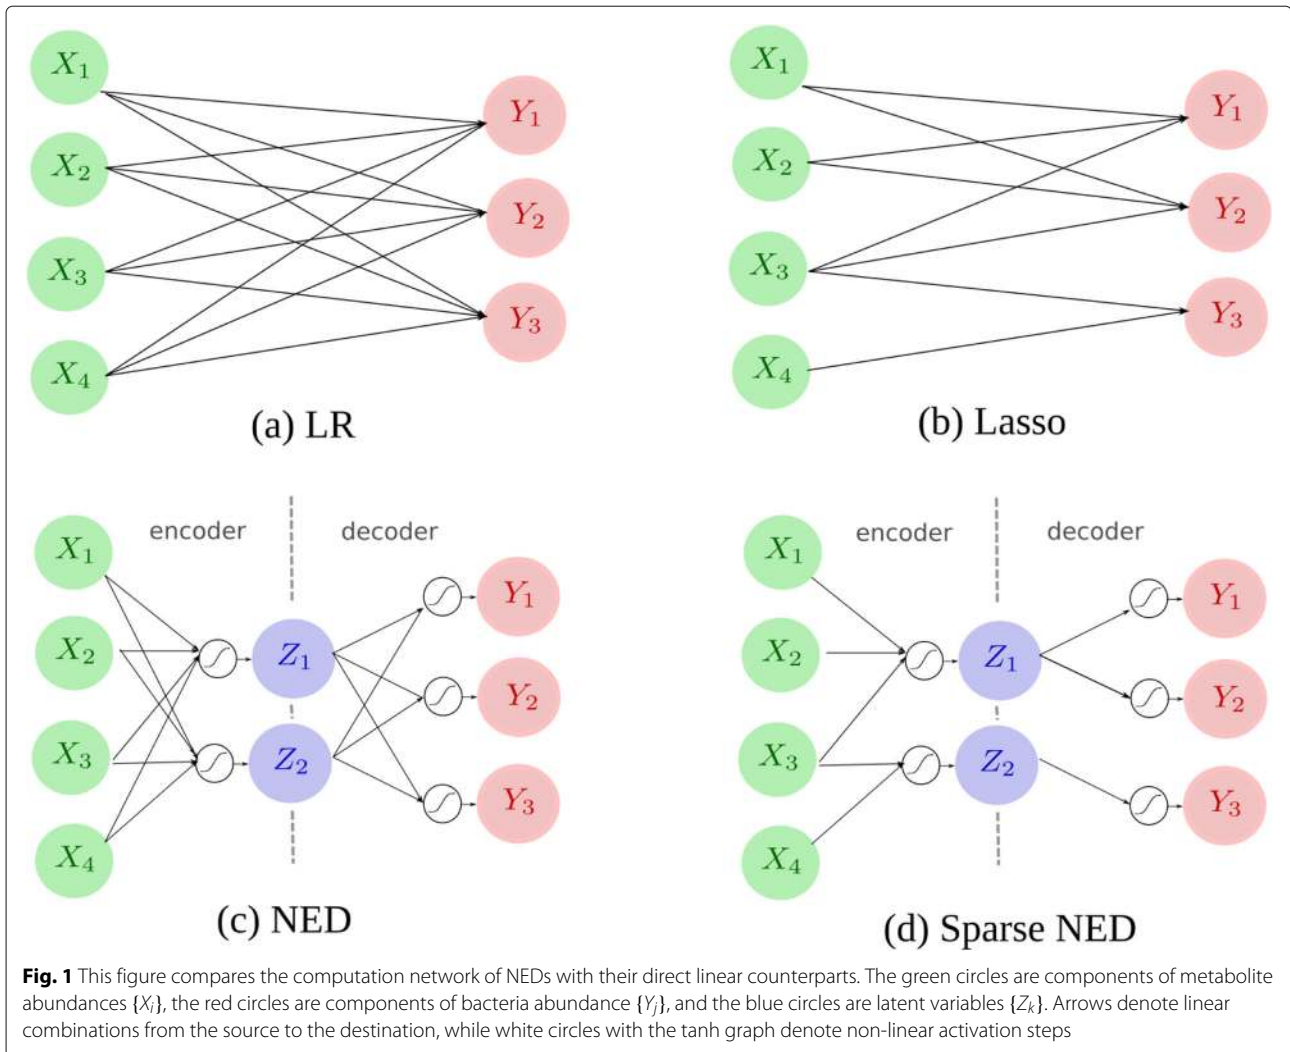 X1
X2
X3
X4
Y1
Y2
Y3
(a) LR
X1
X2
X3
X4
Y1
Y2
Y3
(b) Lasso
encoder decoder
X1
X2
X3
X4
Z1
Z2
Y1
Y2
Y3
(c) NED
encoder decoder
X1
X2
X3
X4
Z1
Z2
Y1
Y2
Y3
(d) Sparse NED
Fig. 1 This figure compares the computation network of NEDs with their direct linear counterparts. The green circles are components of metabolite
abundances {Xi}, the red circles are components of bacteria abundance {Yj}, and the blue circles are latent variables {Zk}. Arrows denote linear
combinations from the source to the destination, while white circles with the tanh graph denote non-linear activation steps